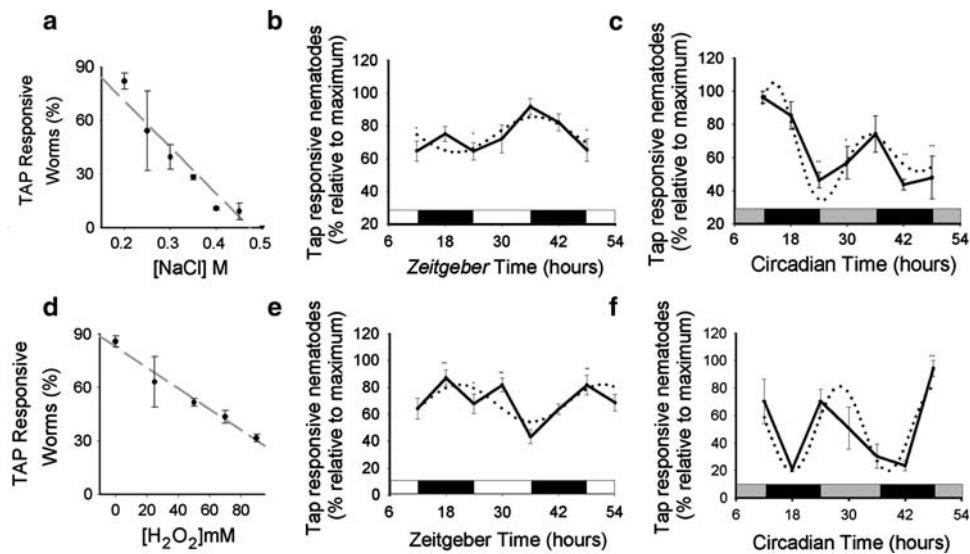 a
TAP Responsive
Worms (%)
90
60
30
0
0.2
0.3
0.4
0.5
[NaCl] M
b
Tap responsive nematodes
(% relative to maximum)
120
100
80
60
40
20
6
18
30
42
54
Zeitgeber Time (hours)
c
Tap responsive nematodes
(% relative to maximum)
120
100
80
60
40
20
6
18
30
42
54
Circadian Time (hours)
d
TAP Responsive
Worms (%)
90
60
30
0
0
20
40
60
80
[H2O2]mM
e
Tap responsive nematodes
(% relative to maximum)
120
100
80
60
40
20
0
6
18
30
42
54
Zeitgeber Time (hours)
f
Tap responsive nematodes
(% relative to maximum)
120
100
80
60
40
20
0
6
18
30
42
54
Circadian Time (hours)